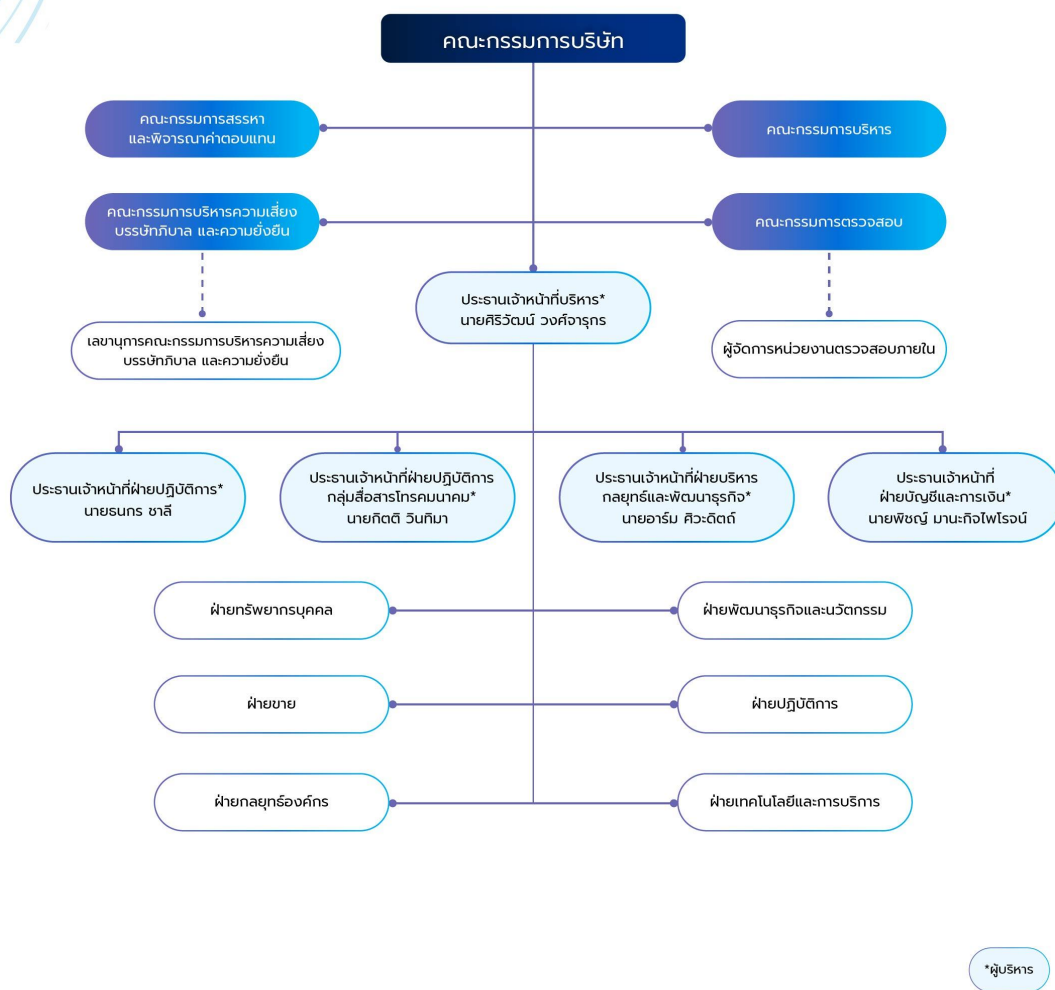 คณะกรรมการบริษัท
คณะกรรมการสรรหา
และพิจารณาค่าตอบแทน
คณะกรรมการบริหาร
คณะกรรมการบริหารความเสี่ยง
บรรษัทภิบาล และความยั่งยืน
คณะกรรมการตรวจสอบ
ประธานเจ้าหน้าที่บริหาร*
นายศิริวัฒน์ วงศ์จารุกร
เลขานุการคณะกรรมการบริหารความเสี่ยง
บรรษัทภิบาล และความยั่งยืน
ผู้จัดการหน่วยงานตรวจสอบภายใน
ประธานเจ้าหน้าที่ฝ่ายปฏิบัติการ*
นายธนกร ชาลี
ประธานเจ้าหน้าที่ฝ่ายปฏิบัติการ
กลุ่มสื่อสารโทรคมนาคม*
นายกิตติ วินทิมา
ประธานเจ้าหน้าที่ฝ่ายบริหาร
กลยุทธ์และพัฒนาธุรกิจ*
นายอาร์ม ศิวะดิตถ์
ประธานเจ้าหน้าที่
ฝ่ายบัญชีและการเงิน*
นายพิชญ์ มานะกิจไพโรจน์
ฝ่ายทรัพยากรบุคคล
ฝ่ายพัฒนาธุรกิจและนวัตกรรม
ฝ่ายขาย
ฝ่ายปฏิบัติการ
ฝ่ายกลยุทธ์องค์กร
ฝ่ายเทคโนโลยีและการบริการ
*ผู้บริหาร